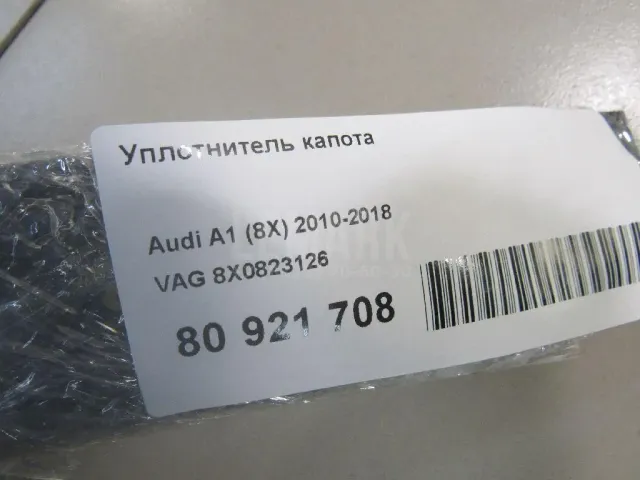 Уплотнитель капота
Audi A1 (8X) 2010-2018
VAG 8X0823126
80 921 708